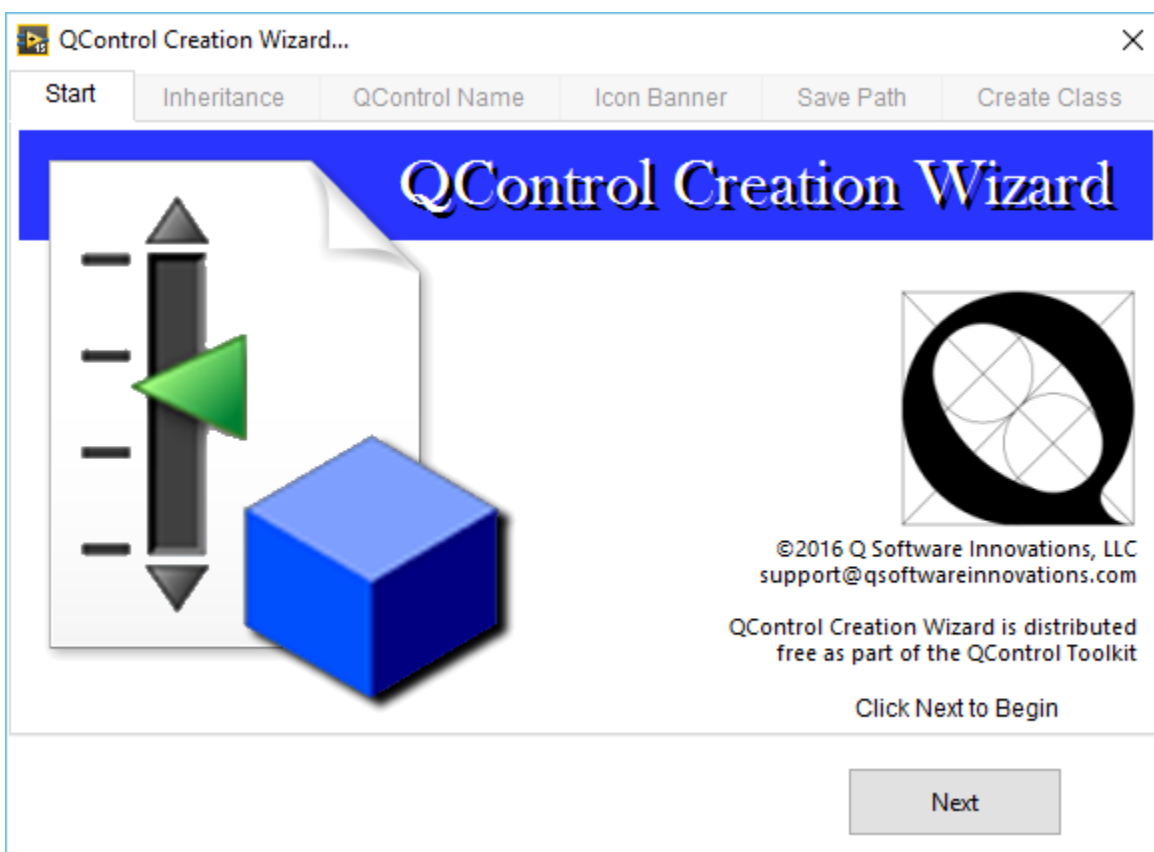 QControl Creation Wizard...
Start Inheritance QControl Name Icon Banner Save Path Create Class
QControl Creation Wizard
©2016 Q Software Innovations, LLC
support@qsoftwareinnovations.com
QControl Creation Wizard is distributed
free as part of the QControl Toolkit
Click Next to Begin
Next